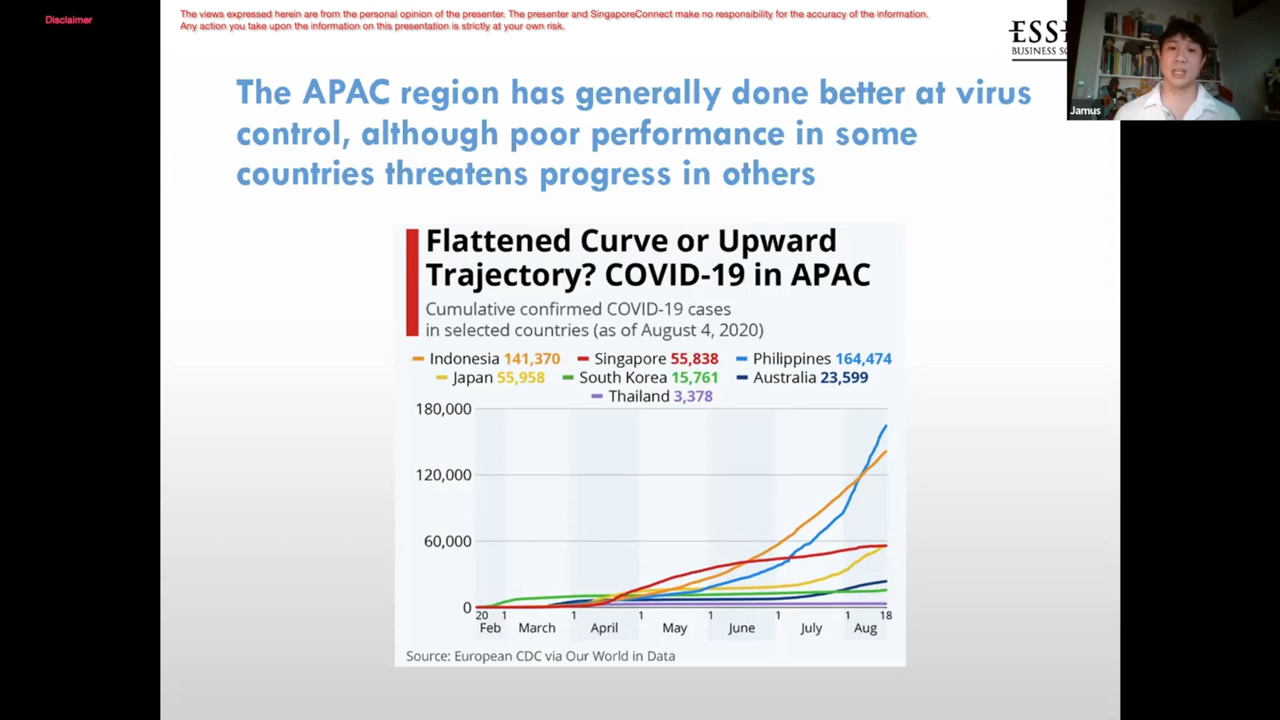 Disclaimer
The views expressed herein are from the personal opinion of the presenter. The presenter and SingaporeConnect make no responsibility for the accuracy of the information.
Any action you take upon the information on this presentation is strictly at your own risk.
BUSINESS
Jamus
The APAC region has generally done better at virus
control, although poor performance in some
countries threatens progress in others
Flattened Curve or Upward
Trajectory? COVID-19 in APAC
Cumulative confirmed COVID-19 cases
in selected countries (as of August 4, 2020)
Indonesia 141,370 Singapore 55,838 Philippines 164,474
Japan 55,958 South Korea 15,761 Australia 23,599
Thailand 3,378
180,000
120,000
60,000
0
20 1 1 1 1 1 1 18
Feb March April May June July Aug
Source: European CDC via Our World in Data